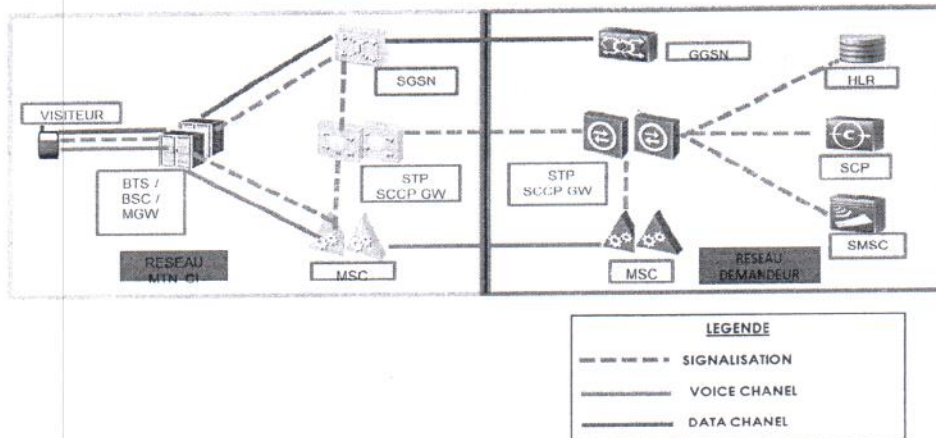 SGSN
GGSN
HLR
VISITEUR
STP
SCCP GW
STP
SCCP GW
SCP
BTS /
BSC /
MGW
SMSC
RESEAU
MTN CI
MSC
MSC
RESEAU
DEMANDEUR
LEGENDE
SIGNALISATION
VOICE CHANEL
DATA CHANEL